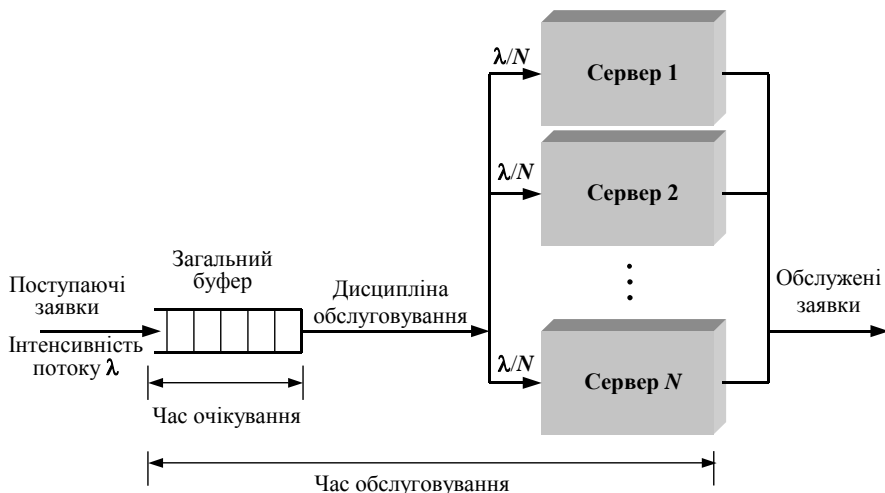 λ/N
Сервер 1
λ/N
Сервер 2
Загальний
буфер
Поступаючі
заявки
Дисципліна
обслуговування
Обслужені
заявки
Інтенсивність
потоку λ
λ/N
Сервер N
Час очікування
Час обслуговування